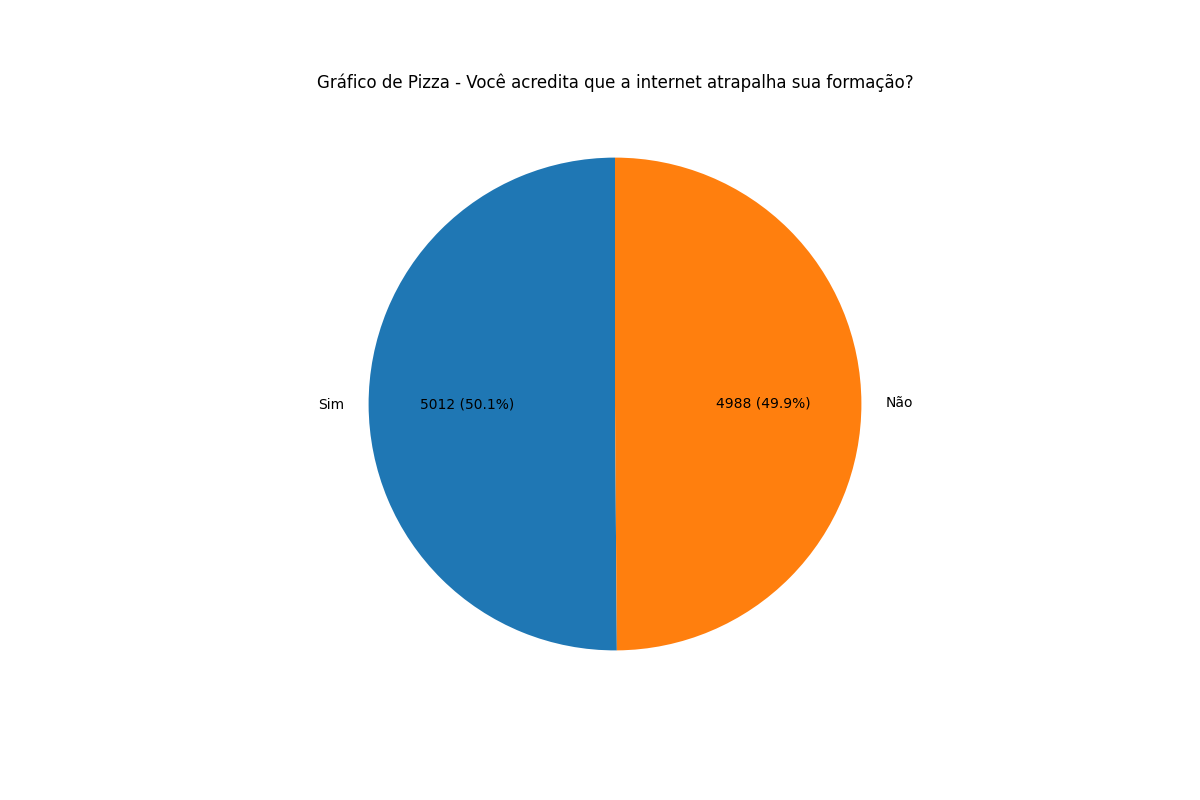 Gráfico de Pizza - Você acredita que a internet atrapalha sua formação?
Sim
5012 (50.1%)
4988 (49.9%)
Não